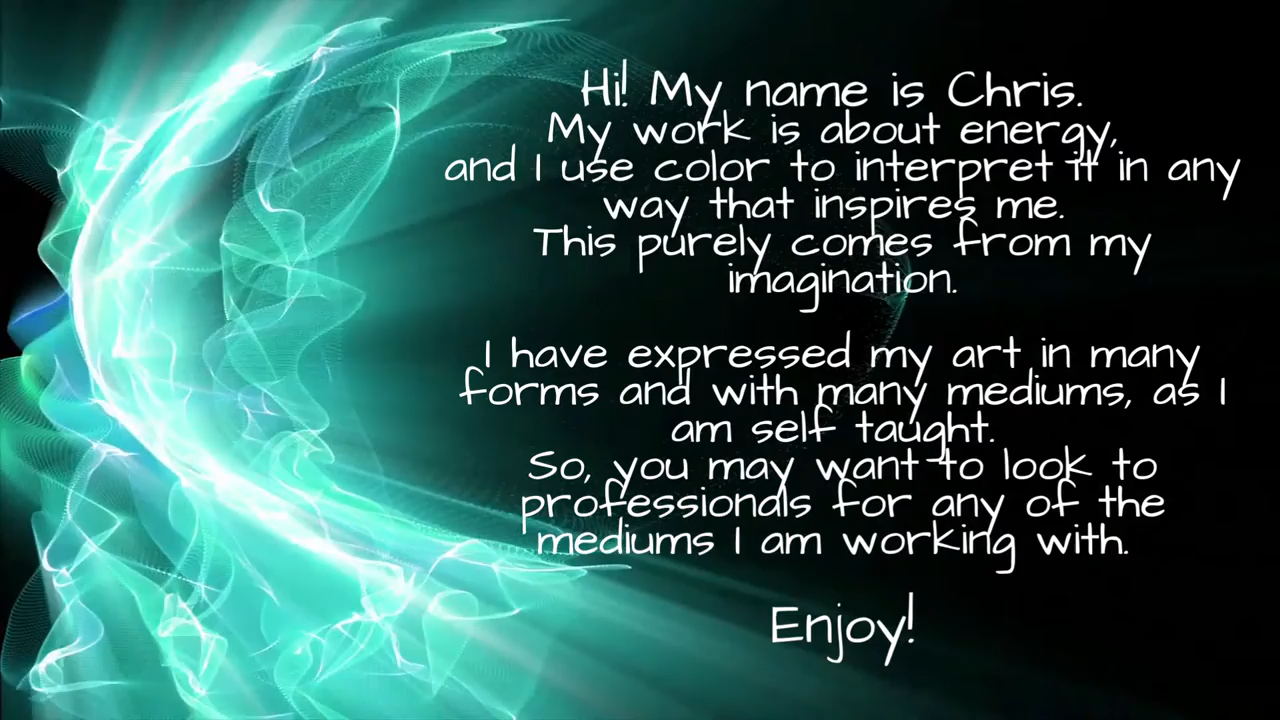 Hi! My name is Chris.
My work is about energy,
and I use color to interpret it in any
way that inspires me.
This purely comes from my
imagination.
I have expressed my art in many
forms and with many mediums, as I
am self taught.
So, you may want to look to
professionals for any of the
mediums I am working with.
Enjoy!